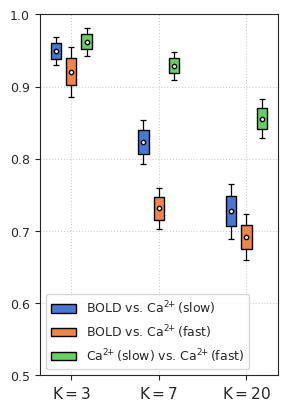 1.0
0.9
0.8
0.7
0.6
0.5
BOLD vs. Ca²⁺ (slow)
BOLD vs. Ca²⁺ (fast)
Ca²⁺ (slow) vs. Ca²⁺ (fast)
K = 3 K = 7 K = 20